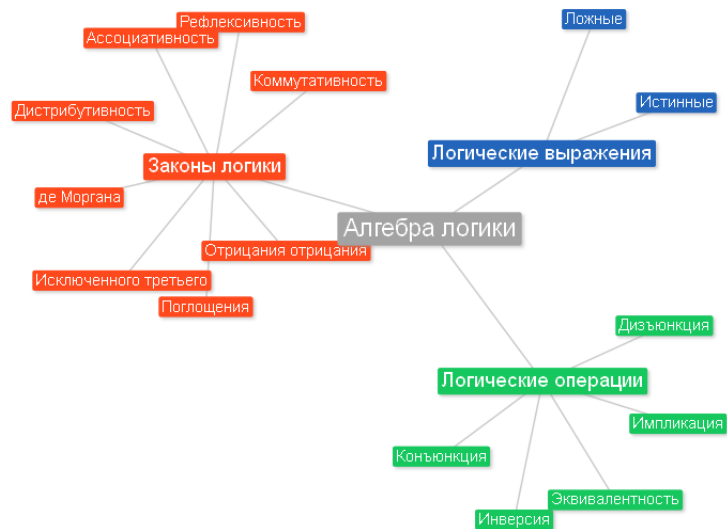 Рефлексивность
Ложные
Ассоциативность
Коммутативность
Истинные
Дистрибутивность
Логические выражения
Законы логики
де Моргана
Алгебра логики
Отрицания отрицания
Исключенного третьего
Поглощения
Дизъюнкция
Логические операции
Импликация
Конъюнкция
Эквивалентность
Инверсия